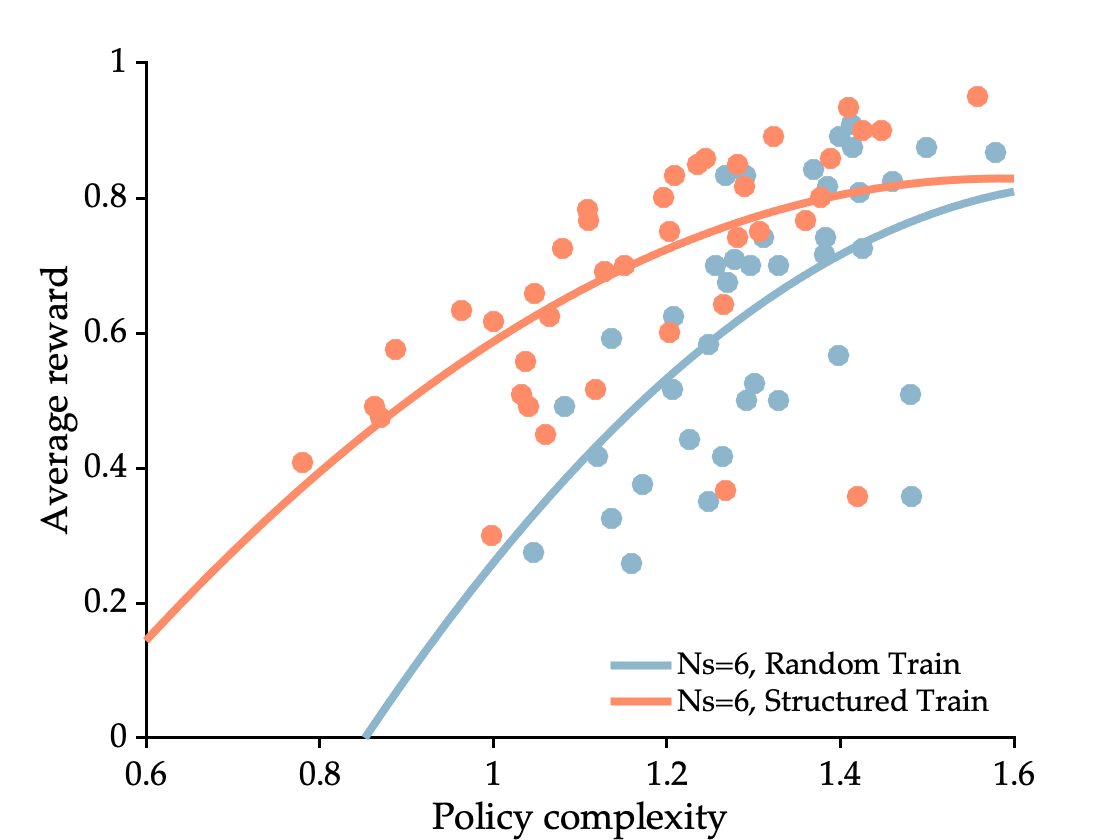 1
0.8
0.6
0.4
0.2
0
Average reward
Ns=6, Random Train
Ns=6, Structured Train
0.6 0.8 1 1.2 1.4 1.6
Policy complexity